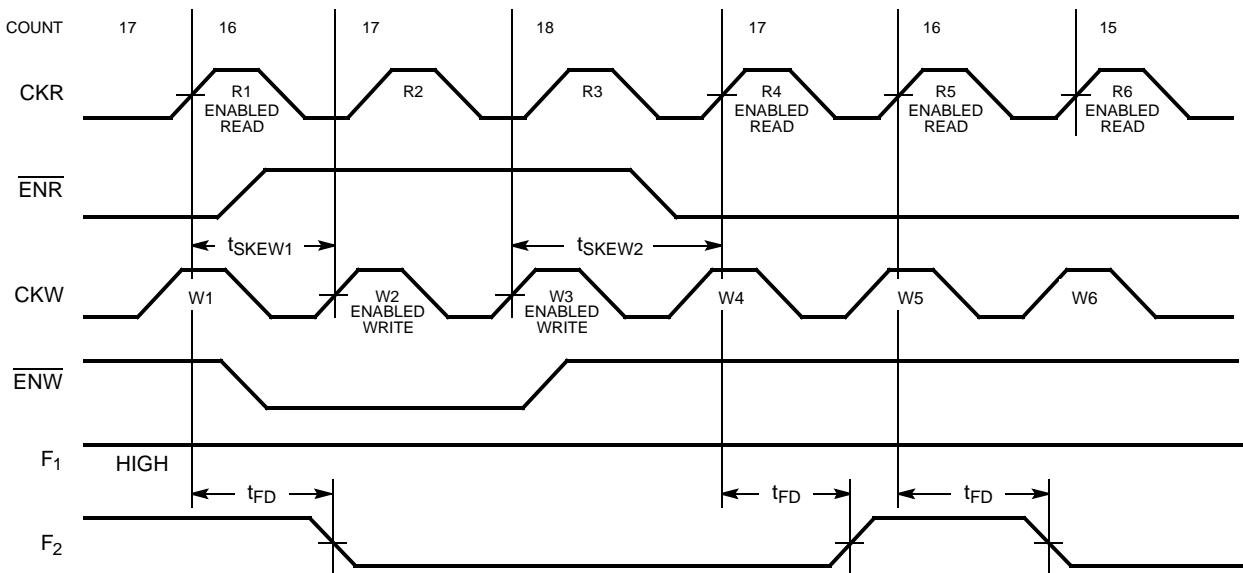 COUNT 17 16 17 18 17 16 15
CKR
R1 R2 R3 R4 R5 R6
ENABLED ENABLED ENABLED ENABLED
READ READ READ READ
ENR
tSKEW1 tSKEW2
CKW
W1 W2 W3 W4 W5 W6
ENABLED ENABLED
WRITE WRITE
ENW
F1 HIGH
tFD tFD tFD
F2